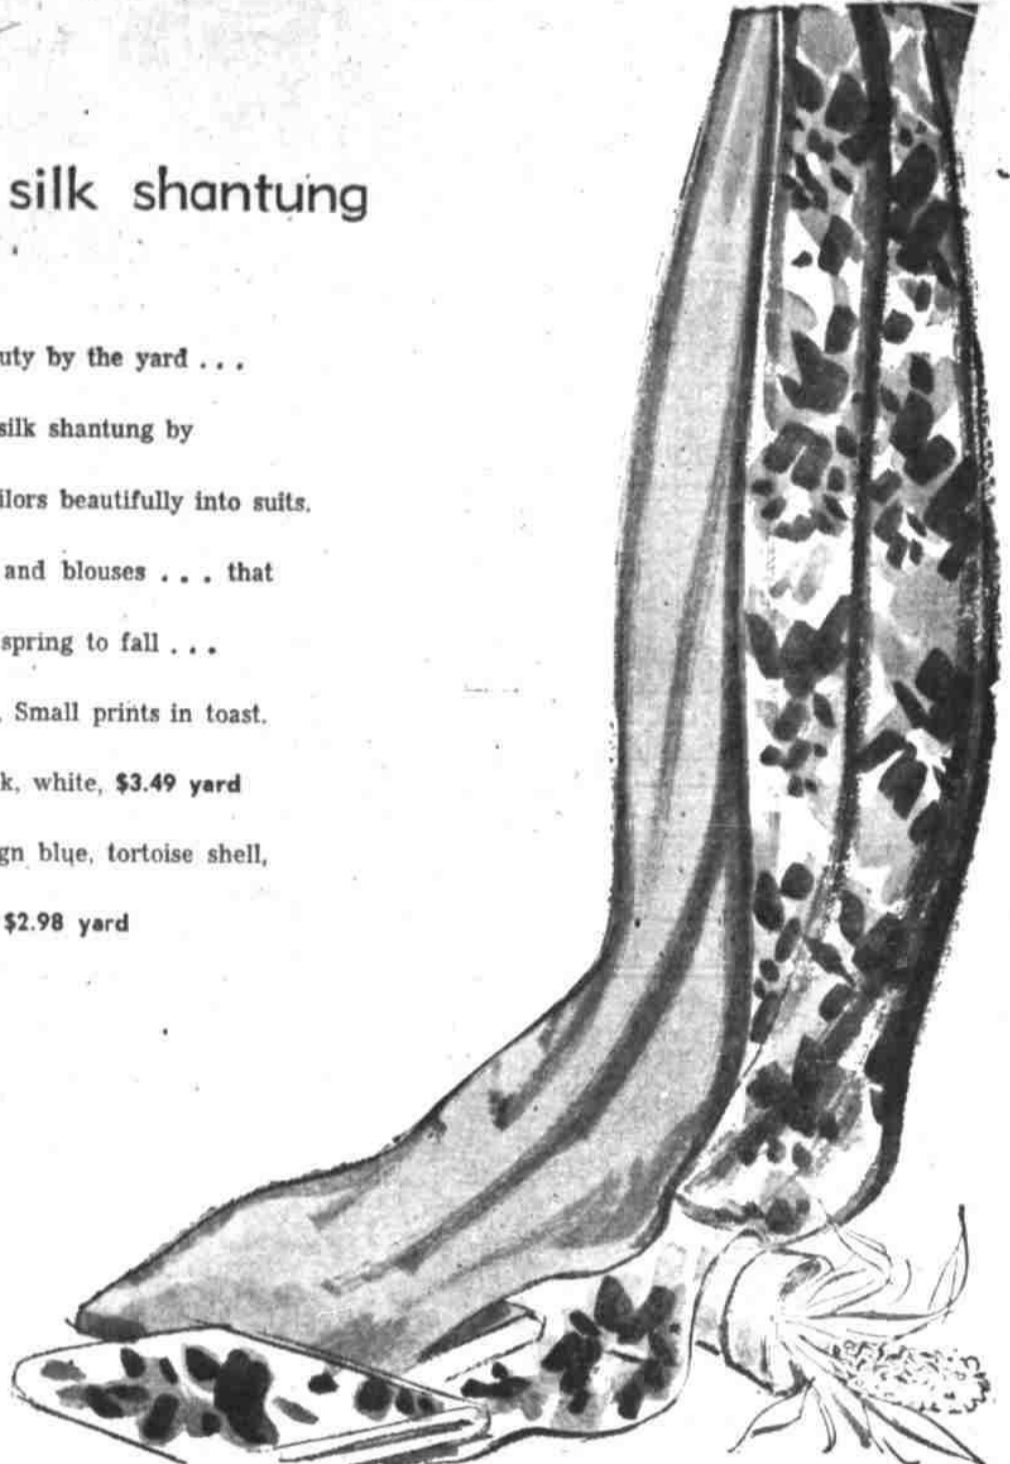 silk shantung
uty by the yard . . .
silk shantung by
ilors beautifully into suits.
and blouses . . . that
spring to fall . . .
. Small prints in toast.
k, white, $3.49 yard
gn blue, tortoise shell,
$2.98 yard